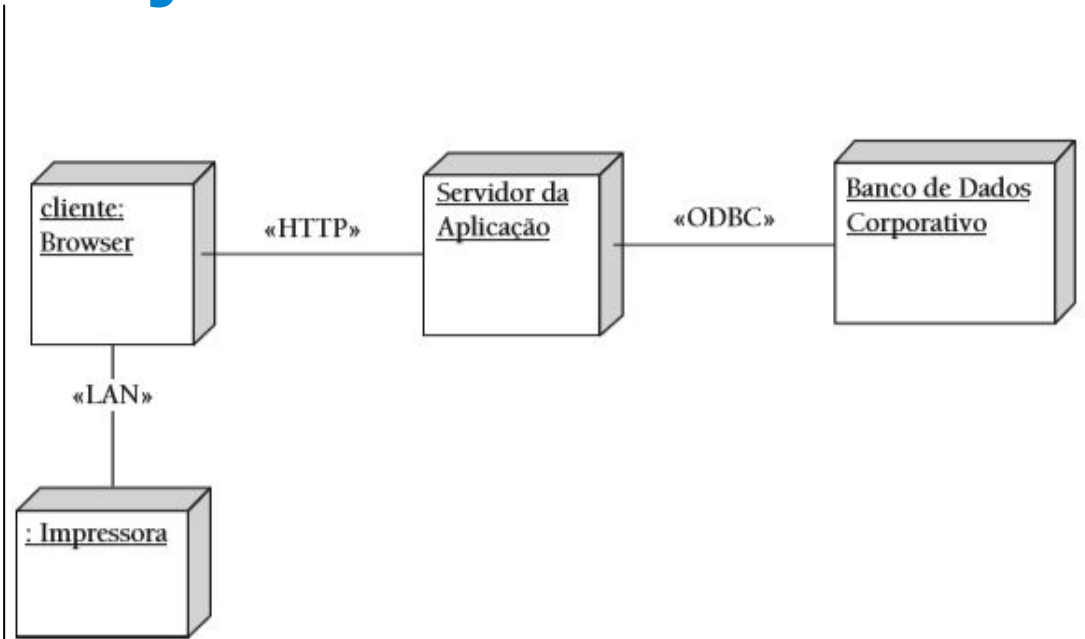 cliente:
Browser
«HTTP»
Servidor da
Aplicação
«ODBC»
Banco de Dados
Corporativo
«LAN»
: Impressora